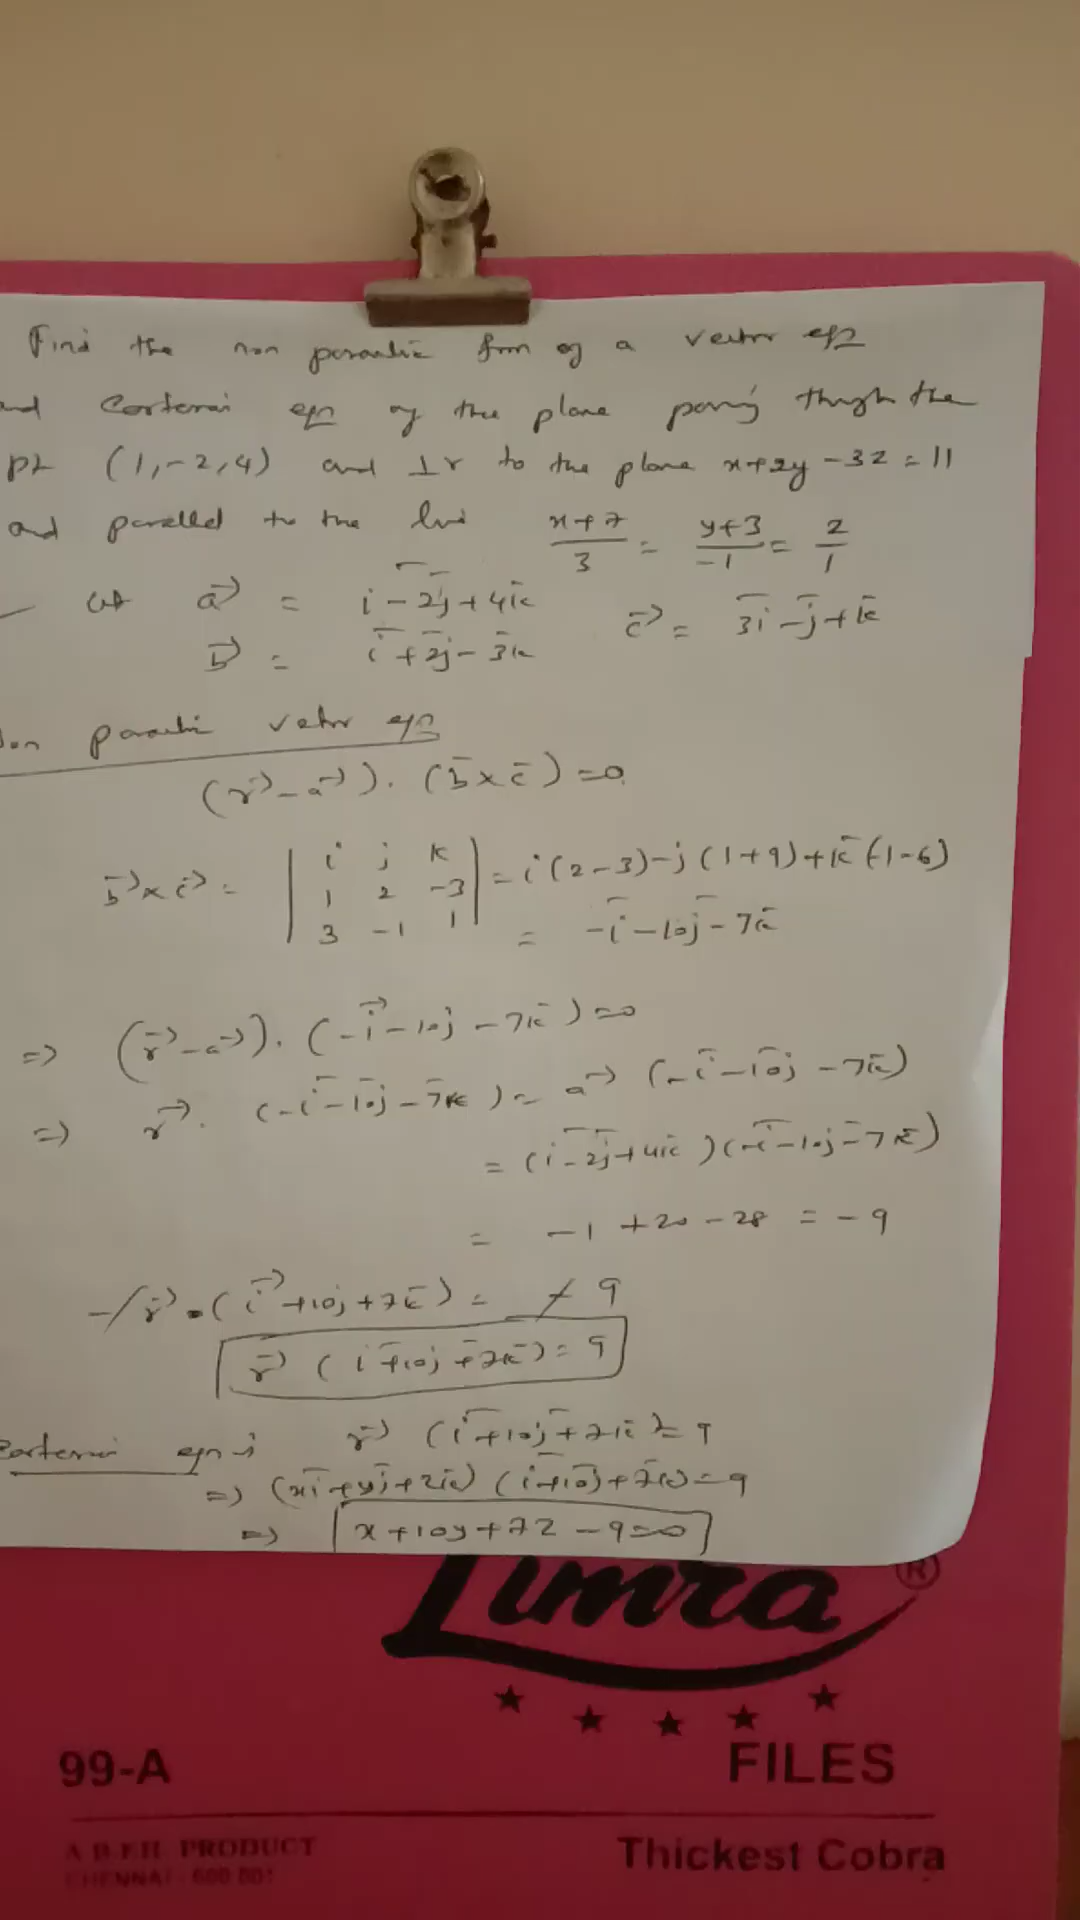 Find the non paramtric form of a vector eqn
and Cartesian eqn of the plane passing through the
pt (1,-2,4) and ⊥r to the plane x+2y-3z=11
and parallel to the line x+7/3 = y+3/-1 = z/1
let a⃗ = i-2j+4k c⃗ = 3i-j+k
b⃗ = i+2j-3k
Non parametric vector eqn
(r⃗-a⃗).(b×c)=0
b⃗×c⃗ = | i j k | = i(2-3)-j(1+9)+k(-1-6)
1 2 -3
3 -1 1 = -i-10j-7k
=> (r⃗-a⃗).(-i-10j-7k)=0
=> r⃗.(-i-10j-7k)= a⃗ (-i-10j-7k)
= (i-2j+4k)(-i-10j-7k)
= -1+20-28 = -9
-r⃗.(i+10j+7k)= -9
r⃗ (i+10j+7k)=9
Cartesian eqn is r⃗ (i+10j+7k)=9
=> (xi+yj+zk)(i+10j+7k)=9
=> x+10y+7z-9=0
Limra ®
99-A FILES
A B.F.H. PRODUCT Thickest Cobra
CHENNAI - 600 001